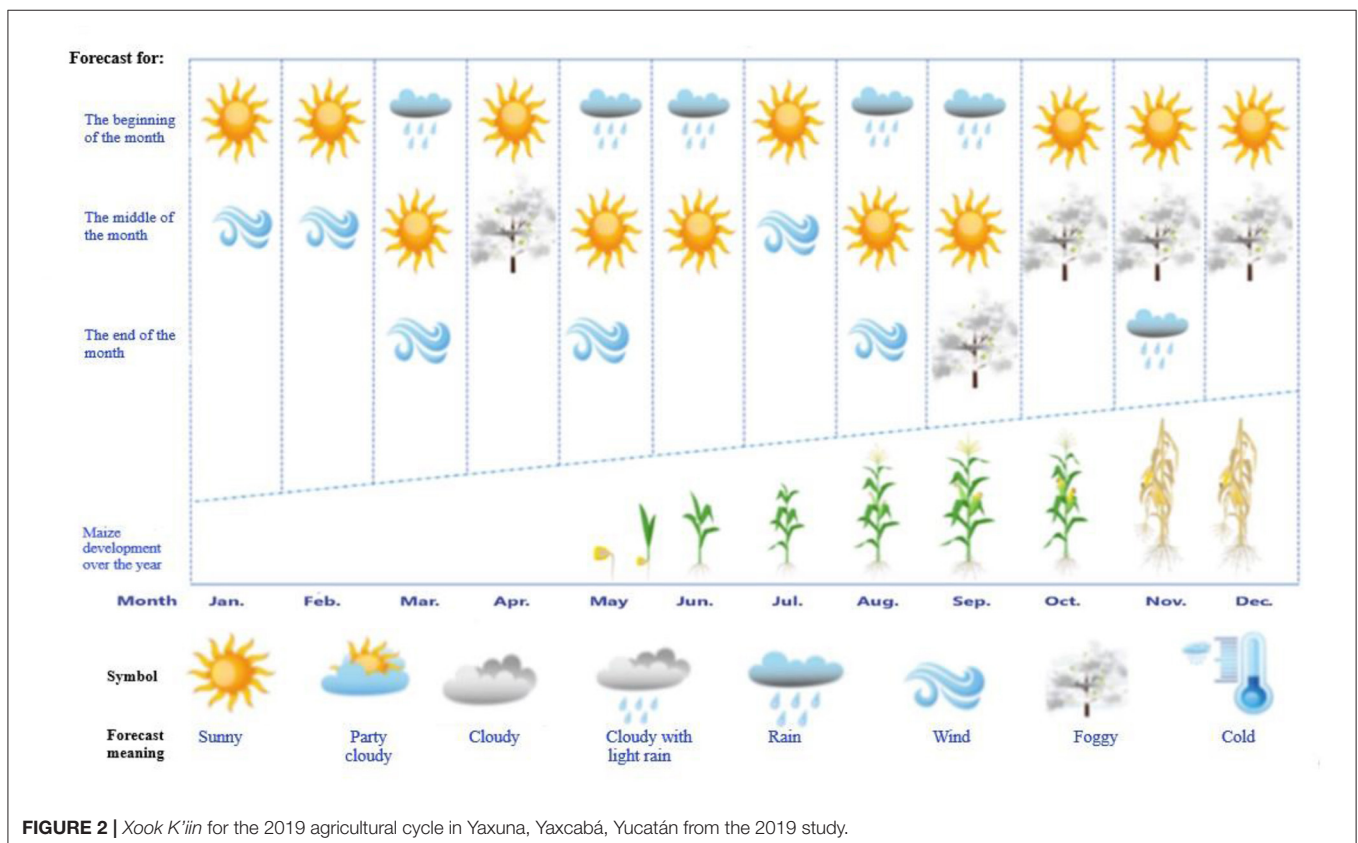 Forecast for:
The beginning
of the month
The middle of
the month
The end of the
month
Maize
development
over the year
Month Jan. Feb. Mar. Apr. May Jun. Jul. Aug. Sep. Oct. Nov. Dec.
Symbol
Forecast
meaning
Sunny
Party
cloudy
Cloudy
Cloudy with
light rain
Rain
Wind
Foggy
Cold
FIGURE 2 | Xook K’iin for the 2019 agricultural cycle in Yaxuna, Yaxcabá, Yucatán from the 2019 study.